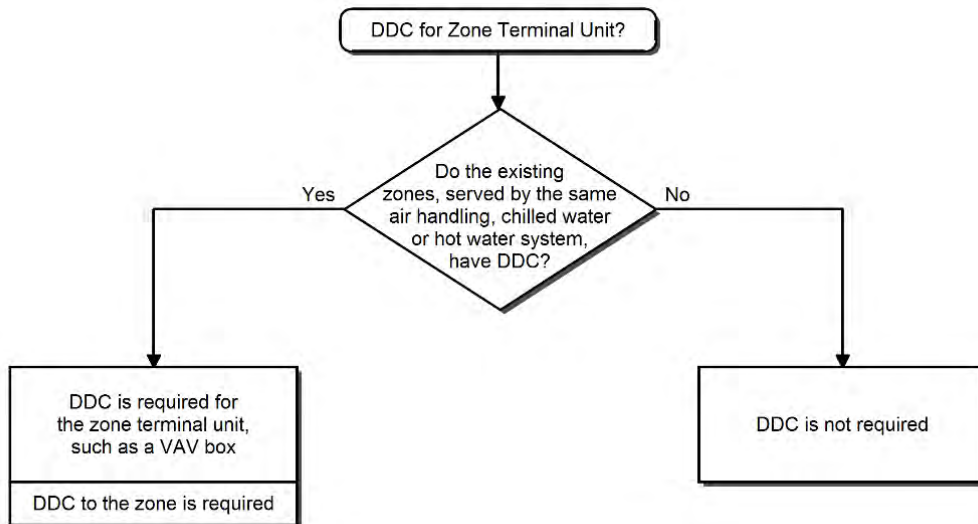 DDC for Zone Terminal Unit?
Do the existing
zones, served by the same
air handling, chilled water
or hot water system,
have DDC?
Yes
No
DDC is required for
the zone terminal unit,
such as a VAV box
DDC to the zone is required
DDC is not required